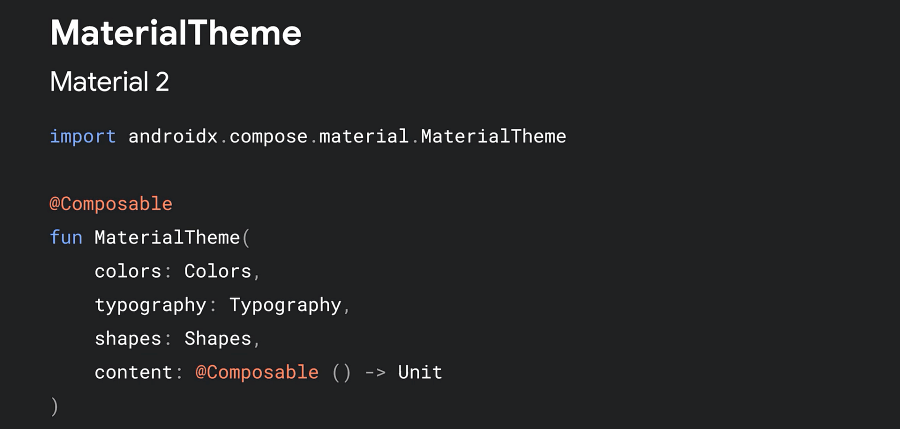 MaterialTheme
Material 2
import androidx.compose.material.MaterialTheme
@Composable
fun MaterialTheme(
    colors: Colors,
    typography: Typography,
    shapes: Shapes,
    content: @Composable () -> Unit
)